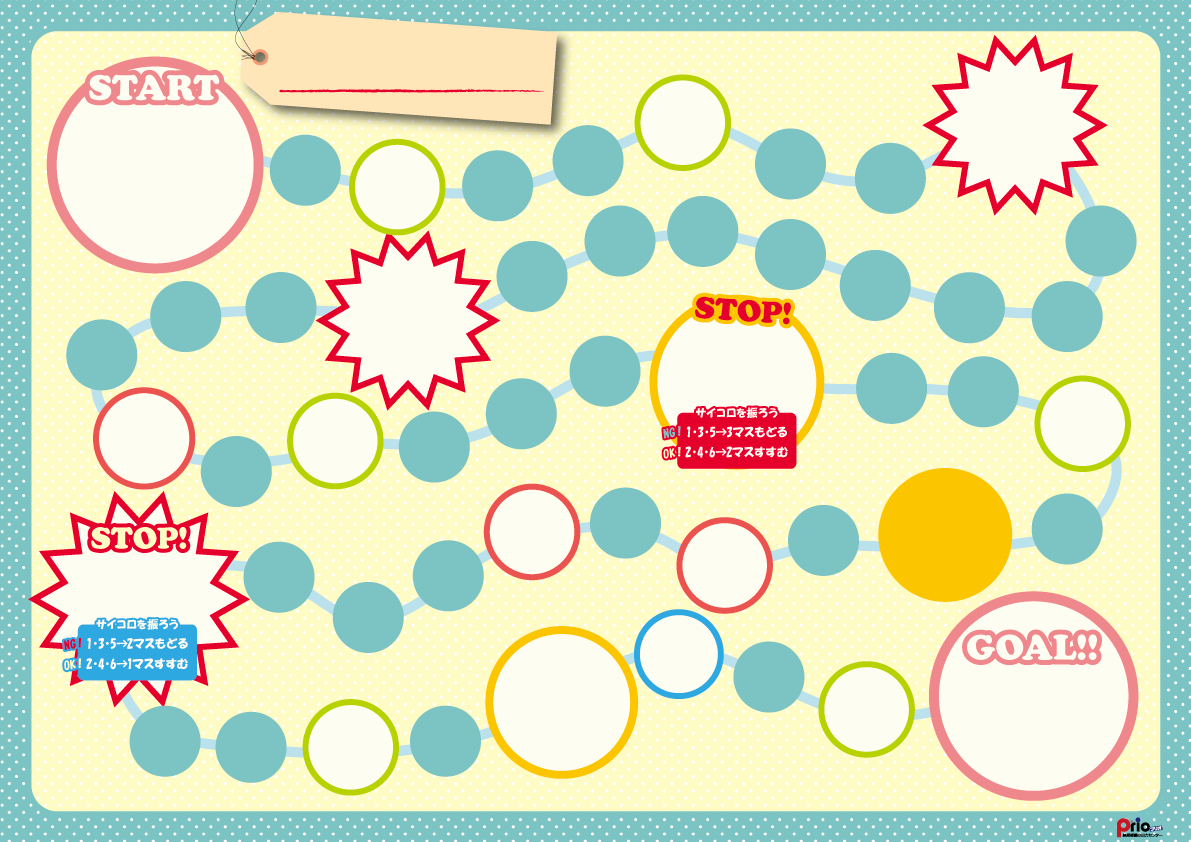 START
STOP!
サイコロを振ろう
NG! 1・3・5→3マスもどる
OK! 2・4・6→2マスすすむ
STOP!
サイコロを振ろう
NG! 1・3・5→2マスもどる
OK! 2・4・6→1マスすすむ
GOAL!!
prio